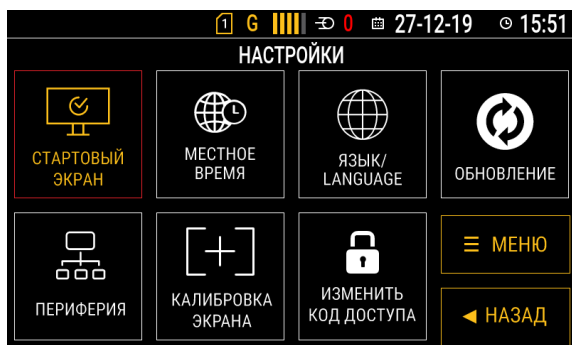 1 G 0 27-12-19 15:51
НАСТРОЙКИ
СТАРТОВЫЙ
ЭКРАН
МЕСТНОЕ
ВРЕМЯ
ЯЗЫК/
LANGUAGE
ОБНОВЛЕНИЕ
ПЕРИФЕРИЯ
КАЛИБРОВКА
ЭКРАНА
ИЗМЕНИТЬ
КОД ДОСТУПА
МЕНЮ
НАЗАД